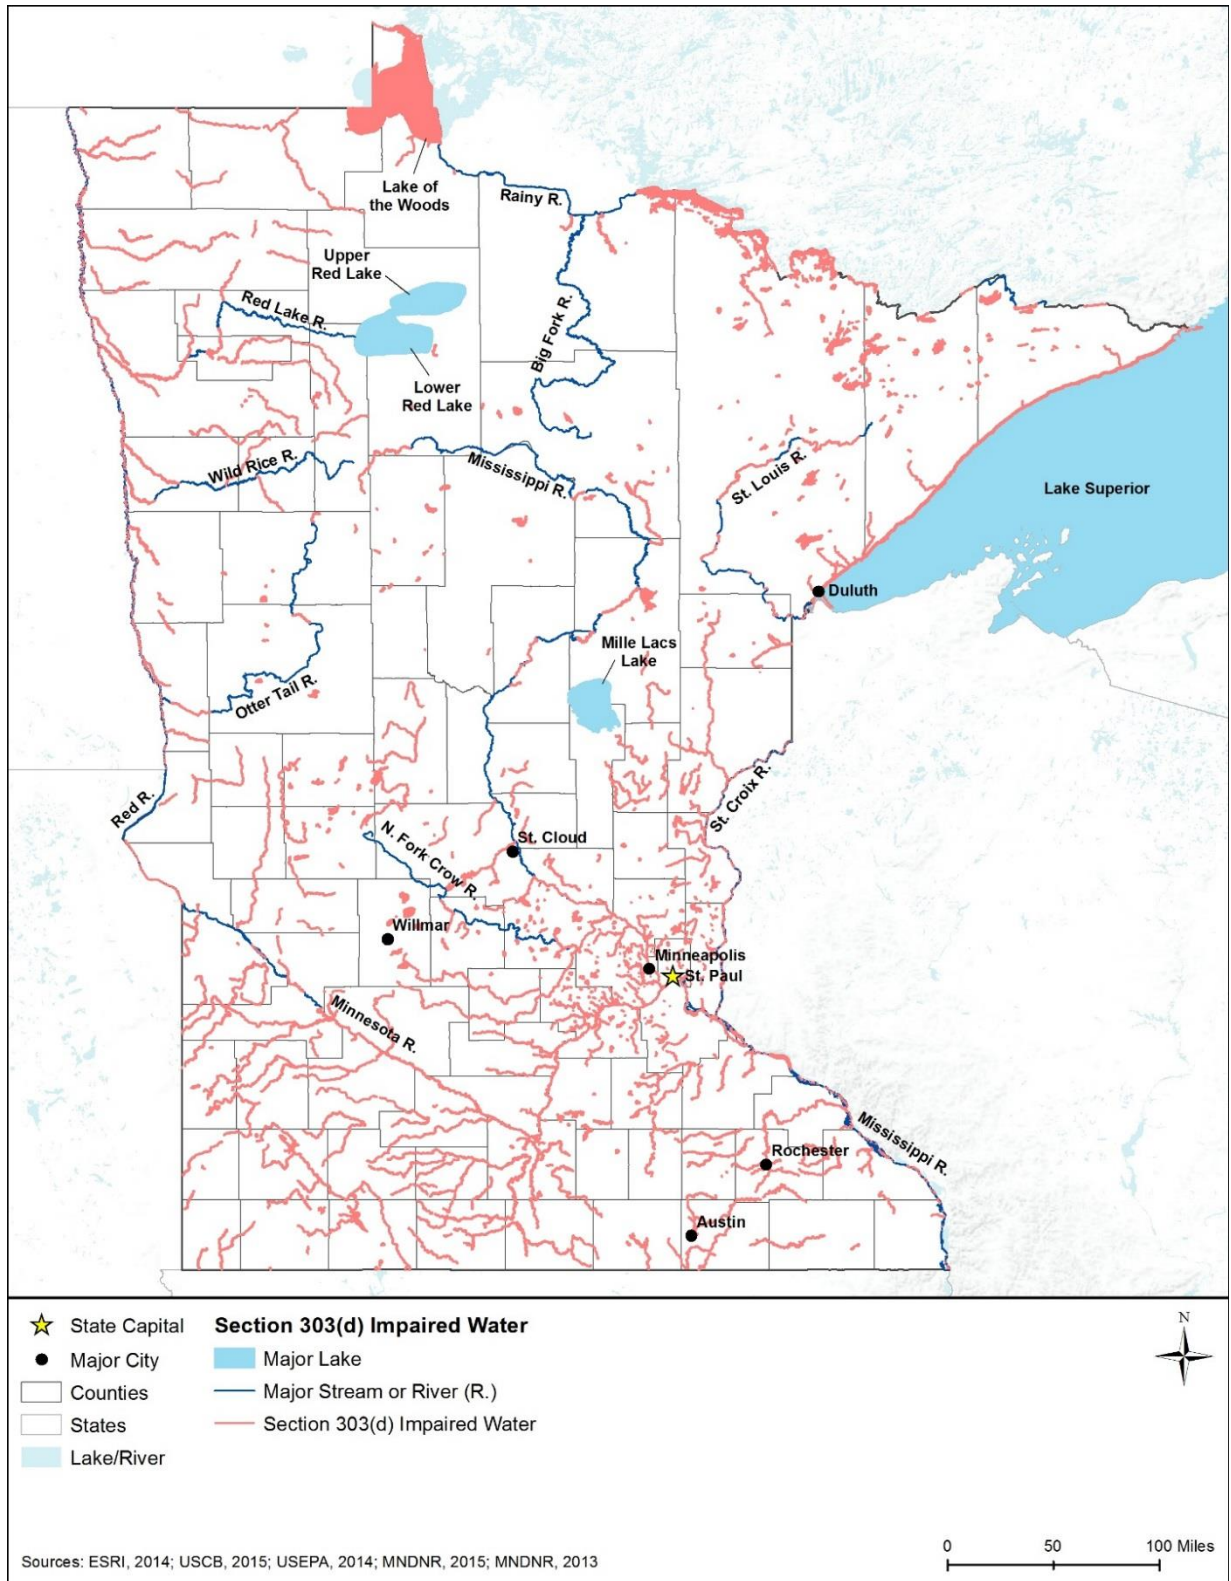 Lake of
the Woods
Rainy R.
Upper
Red Lake
Red Lake R.
Big Fork R.
Lower
Red Lake
Wild Rice R.
Mississippi R.
St. Louis R.
Lake Superior
Duluth
Mille Lacs
Lake
Otter Tail R.
Red R.
St. Croix R.
N. Fork Crow R.
St. Cloud
Willmar
Minneapolis
St. Paul
Minnesota R.
Mississippi R.
Rochester
Austin
State Capital
Major City
Counties
States
Lake/River
Section 303(d) Impaired Water
Major Lake
Major Stream or River (R.)
Section 303(d) Impaired Water
N
Sources: ESRI, 2014; USCB, 2015; USEPA, 2014; MNDNR, 2015; MNDNR, 2013
0 50 100 Miles